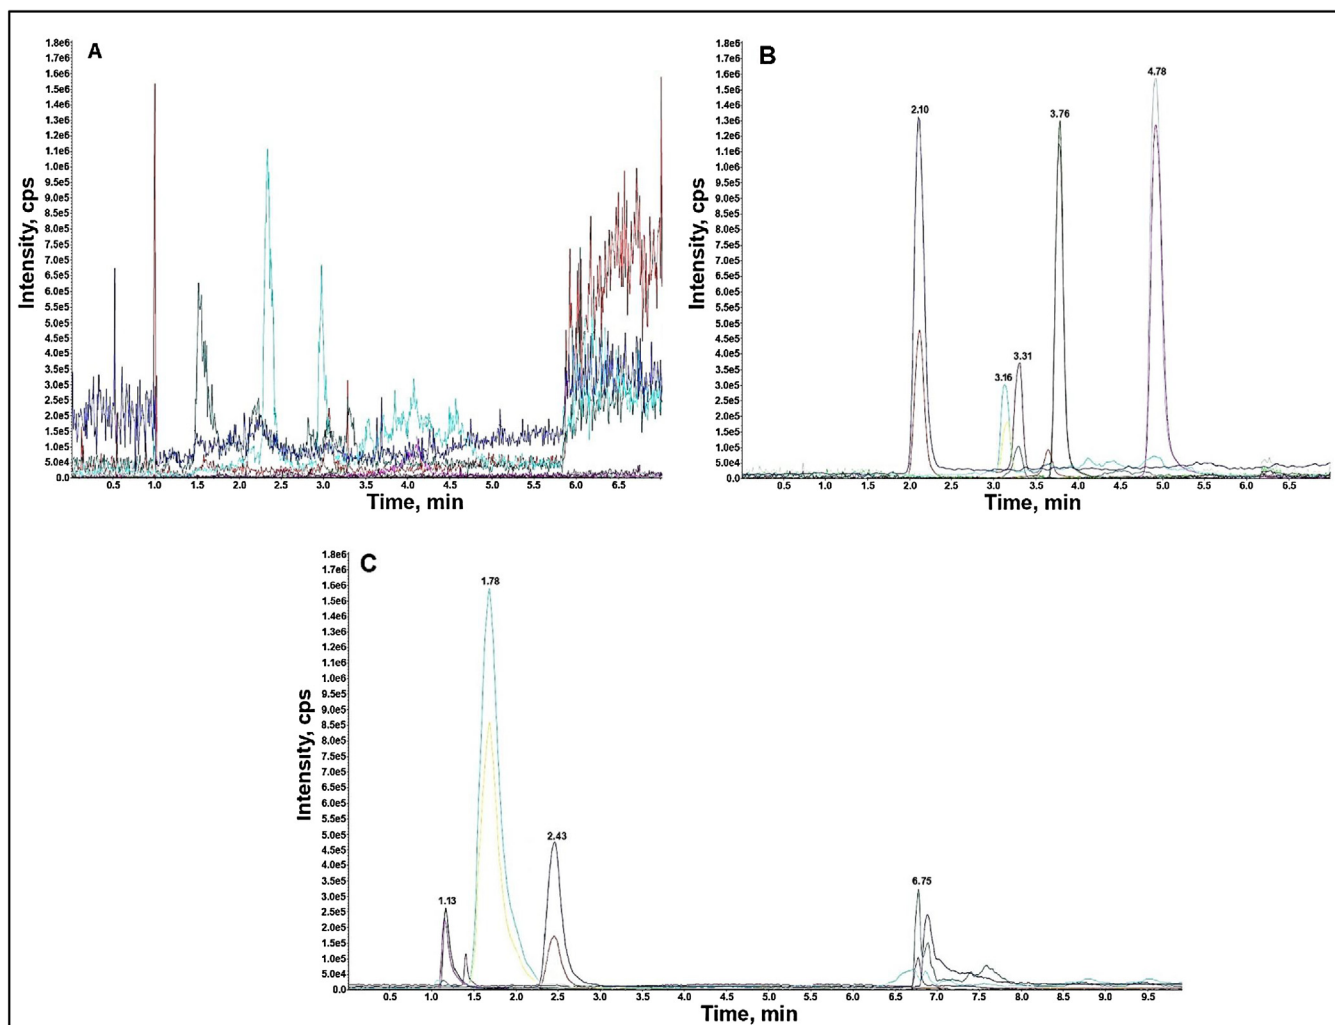 A
1.8e6
1.7e6
1.6e6
1.5e6
1.4e6
1.3e6
1.2e6
1.1e6
1.0e6
9.5e5
9.0e5
8.5e5
8.0e5
7.5e5
7.0e5
6.5e5
6.0e5
5.5e5
5.0e5
4.5e5
4.0e5
3.5e5
3.0e5
2.5e5
2.0e5
1.5e5
1.0e5
5.0e4
0.0
Intensity, cps
0.5 1.0 1.5 2.0 2.5 3.0 3.5 4.0 4.5 5.0 5.5 6.0 6.5
Time, min
B
1.8e6
1.7e6
1.6e6
1.5e6
1.4e6
1.3e6
1.2e6
1.1e6
1.0e6
9.5e5
9.0e5
8.5e5
8.0e5
7.5e5
7.0e5
6.5e5
6.0e5
5.5e5
5.0e5
4.5e5
4.0e5
3.5e5
3.0e5
2.5e5
2.0e5
1.5e5
1.0e5
5.0e4
0.0
Intensity, cps
2.10
3.16
3.31
3.76
4.78
0.5 1.0 1.5 2.0 2.5 3.0 3.5 4.0 4.5 5.0 5.5 6.0 6.5
Time, min
C
1.8e6
1.7e6
1.6e6
1.5e6
1.4e6
1.3e6
1.2e6
1.1e6
1.0e6
9.5e5
9.0e5
8.5e5
8.0e5
7.5e5
7.0e5
6.5e5
6.0e5
5.5e5
5.0e5
4.5e5
4.0e5
3.5e5
3.0e5
2.5e5
2.0e5
1.5e5
1.0e5
5.0e4
0.0
Intensity, cps
1.13
1.78
2.43
6.75
0.5 1.0 1.5 2.0 2.5 3.0 3.5 4.0 4.5 5.0 5.5 6.0 6.5 7.0 7.5 8.0 8.5 9.0 9.5
Time, min